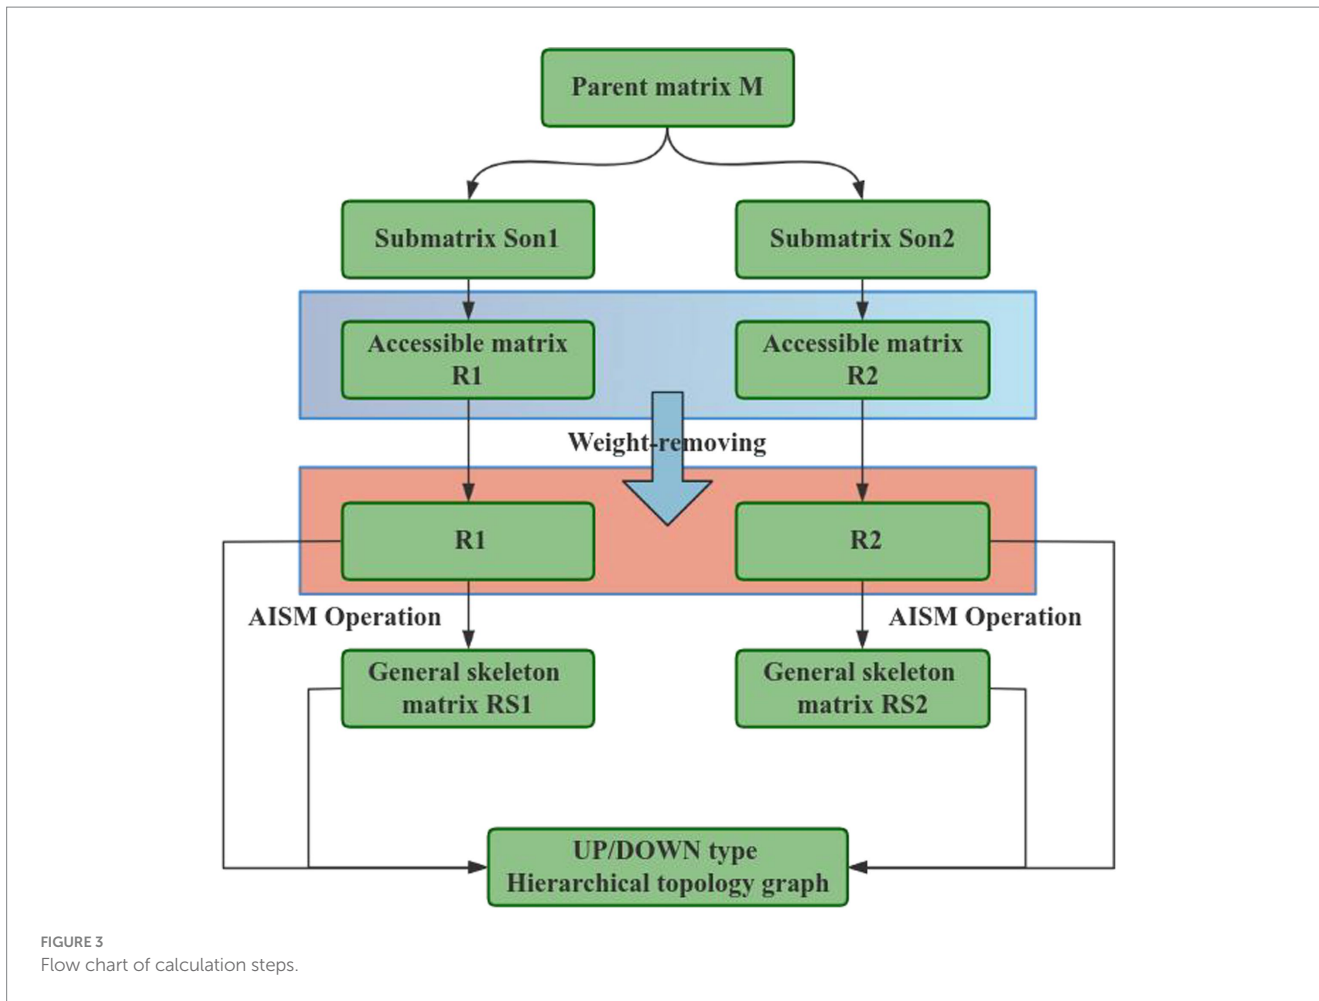 Parent matrix M
Submatrix Son1
Submatrix Son2
Accessible matrix
R1
Accessible matrix
R2
Weight-removing
R1
R2
AISM Operation
AISM Operation
General skeleton
matrix RS1
General skeleton
matrix RS2
UP/DOWN type
Hierarchical topology graph
FIGURE 3
Flow chart of calculation steps.